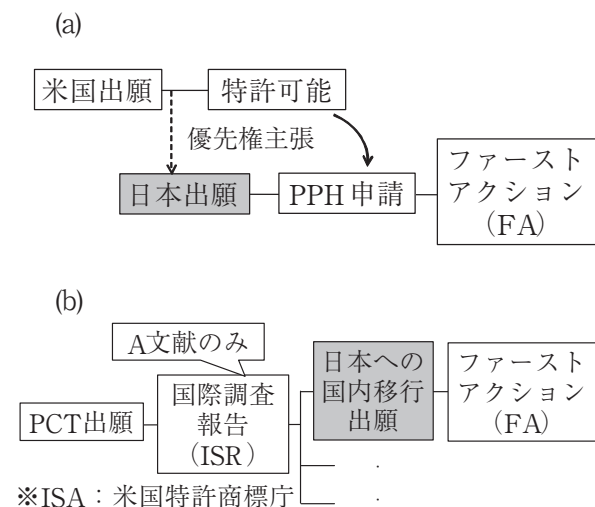 (a)
米国出願
特許可能
優先権主張
日本出願
PPH申請
ファースト
アクション
(FA)
(b)
A文献のみ
PCT出願
国際調査
報告
(ISR)
日本への
国内移行
出願
ファースト
アクション
(FA)
※ISA：米国特許商標庁